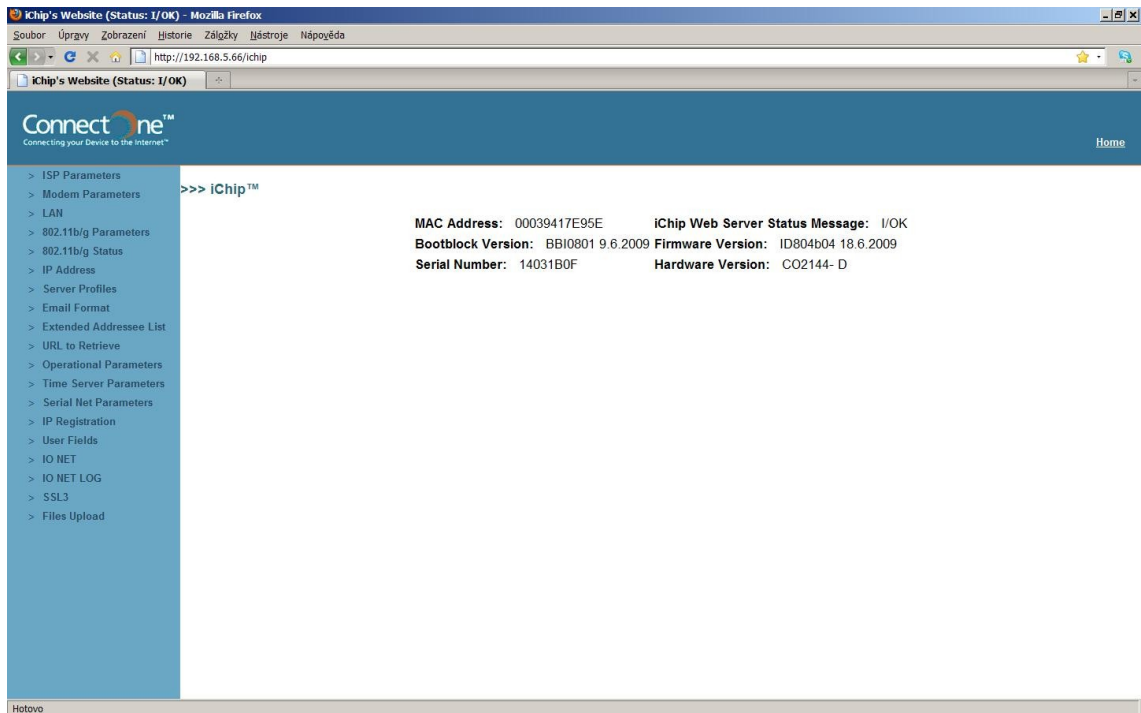 iChip's Website (Status: I/OK) - Mozilla Firefox
Soubor Úpravy Zobrazení Historie Záložky Nástroje Nápověda
http://192.168.5.66/ichip
iChip's Website (Status: I/OK)
Connect One™
Connecting your Device to the Internet™
Home
> ISP Parameters
> Modem Parameters
> LAN
> 802.11b/g Parameters
> 802.11b/g Status
> IP Address
> Server Profiles
> Email Format
> Extended Addressee List
> URL to Retrieve
> Operational Parameters
> Time Server Parameters
> Serial Net Parameters
> IP Registration
> User Fields
> IO NET
> IO NET LOG
> SSL3
> Files Upload
>>> iChip™
MAC Address: 00039417E95E iChip Web Server Status Message: I/OK
Bootblock Version: BBI0801 9.6.2009 Firmware Version: ID804b04 18.6.2009
Serial Number: 14031B0F Hardware Version: CO2144- D
Hotovo